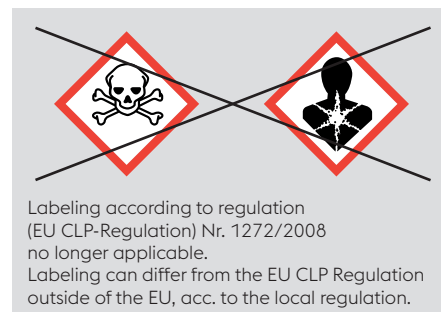 Labeling according to regulation
(EU CLP-Regulation) Nr. 1272/2008
no longer applicable.
Labeling can differ from the EU CLP Regulation
outside of the EU, acc. to the local regulation.